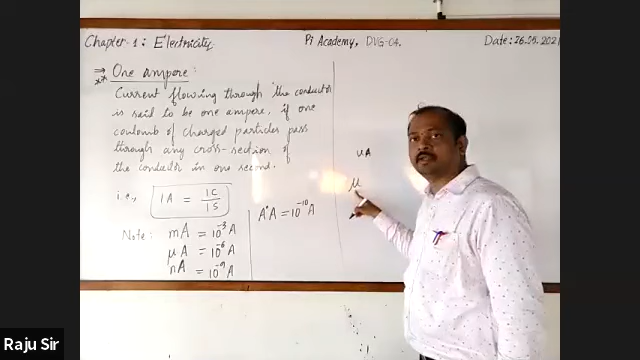 Chapter-1: Electricity
Pi Academy, DVG-04.
Date: 26.05.2021
⇒ One ampere:
**
Current flowing through the conductor
is said to be one ampere, if one
coulomb of charged particles pass
through any cross-section of
the conductor in one second.
i.e., 1A = 1C/1S
Note: mA = 10⁻³A
μA = 10⁻⁶A
nA = 10⁻⁹A
A°A = 10⁻¹⁰A
uA
μ
Raju Sir